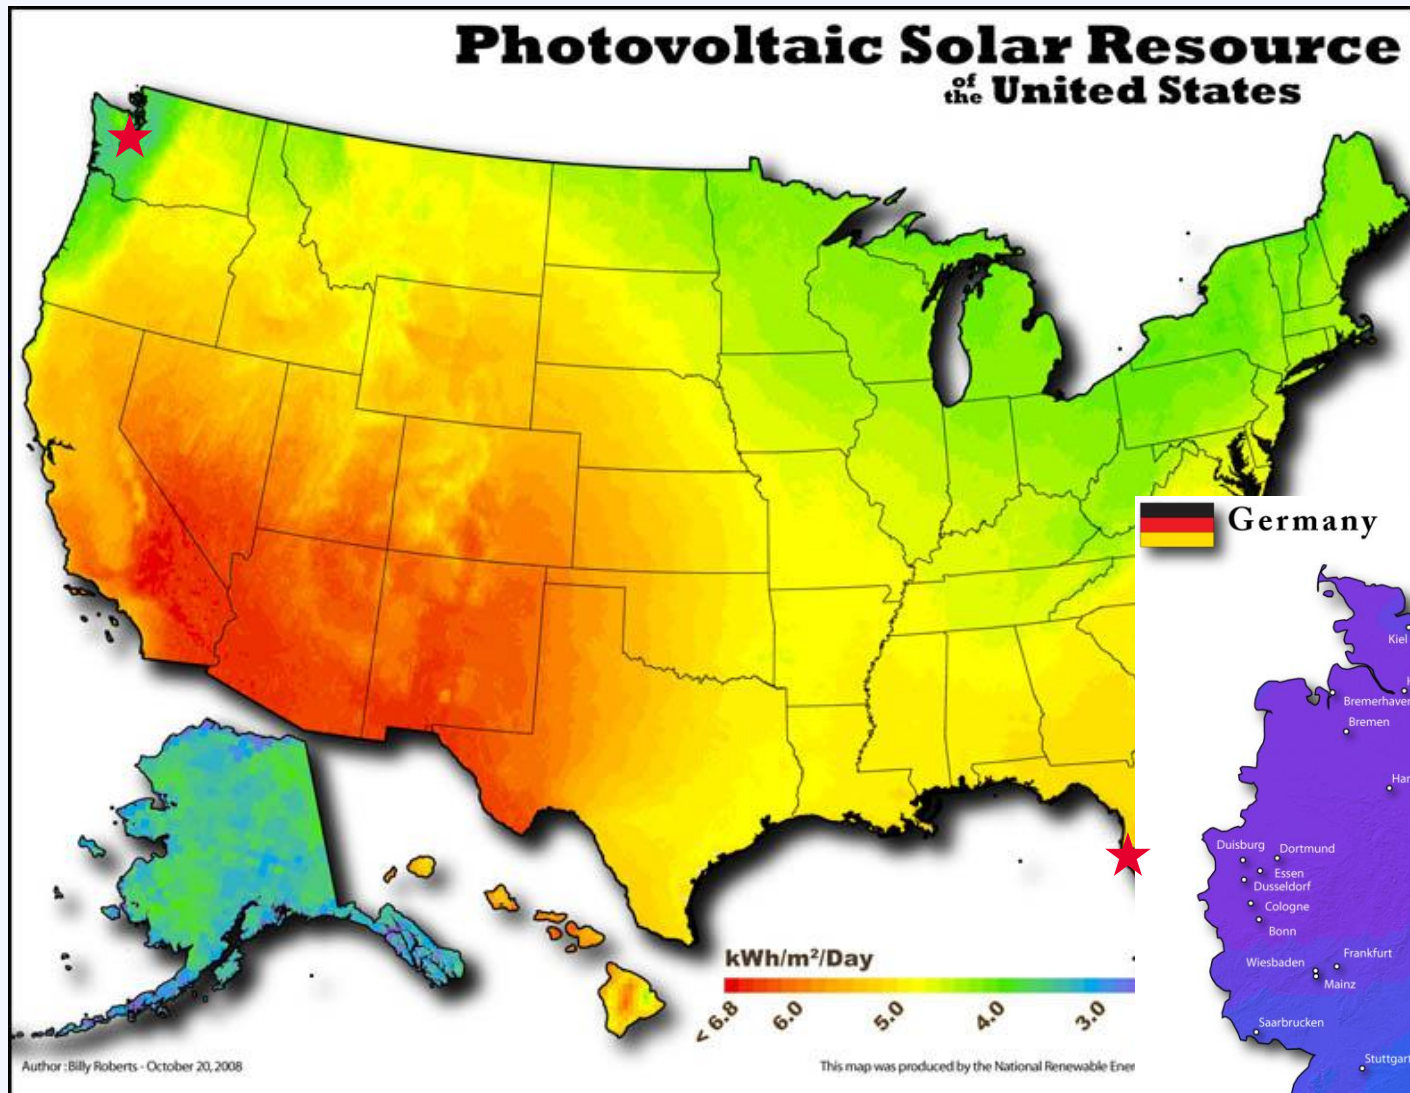 Photovoltaic Solar Resource
of the United States
Germany
Kiel
Bremerhaven
Bremen
Duisburg
Dortmund
Essen
Dusseldorf
Cologne
Bonn
Wiesbaden
Frankfurt
Mainz
Saarbrucken
Stuttgart
kWh/m²/Day
< 6.8
6.0
5.0
4.0
3.0
Author : Billy Roberts - October 20, 2008
This map was produced by the National Renewable